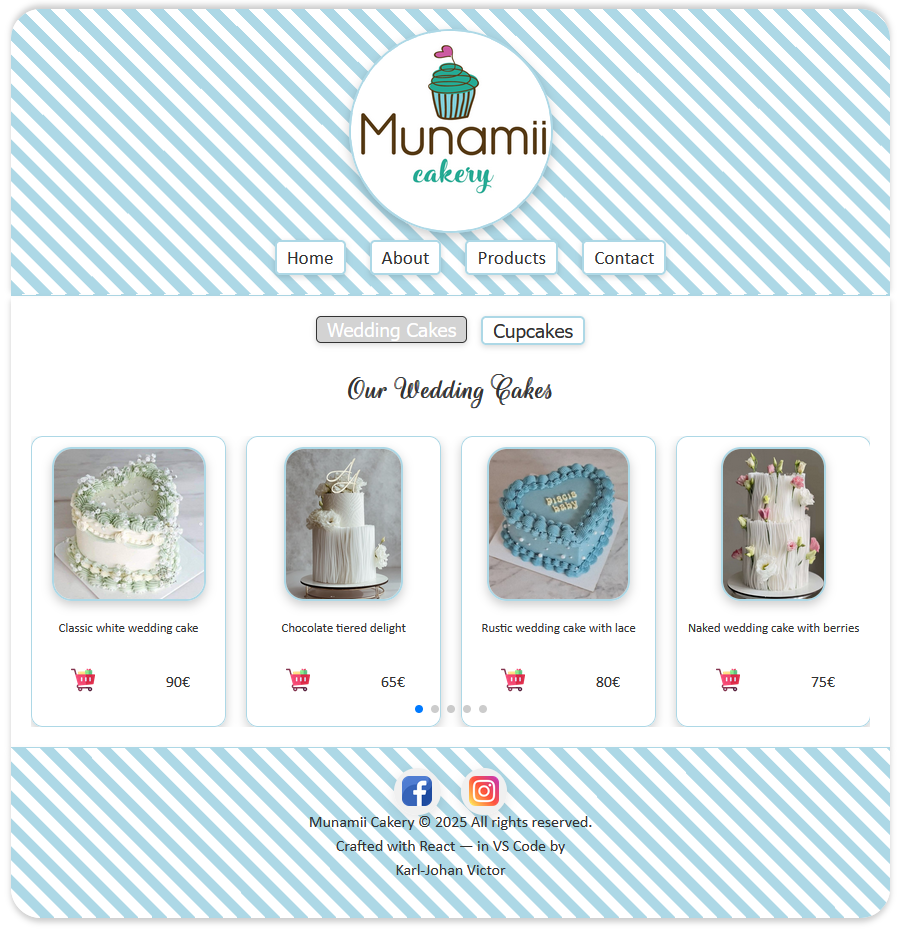 Munamii
cakery
Home About Products Contact
Wedding Cakes Cupcakes
Our Wedding Cakes
piscis
baby
Classic white wedding cake
Chocolate tiered delight
Rustic wedding cake with lace
Naked wedding cake with berries
90€
65€
80€
75€
Munamii Cakery © 2025 All rights reserved.
Crafted with React — in VS Code by
Karl-Johan Victor